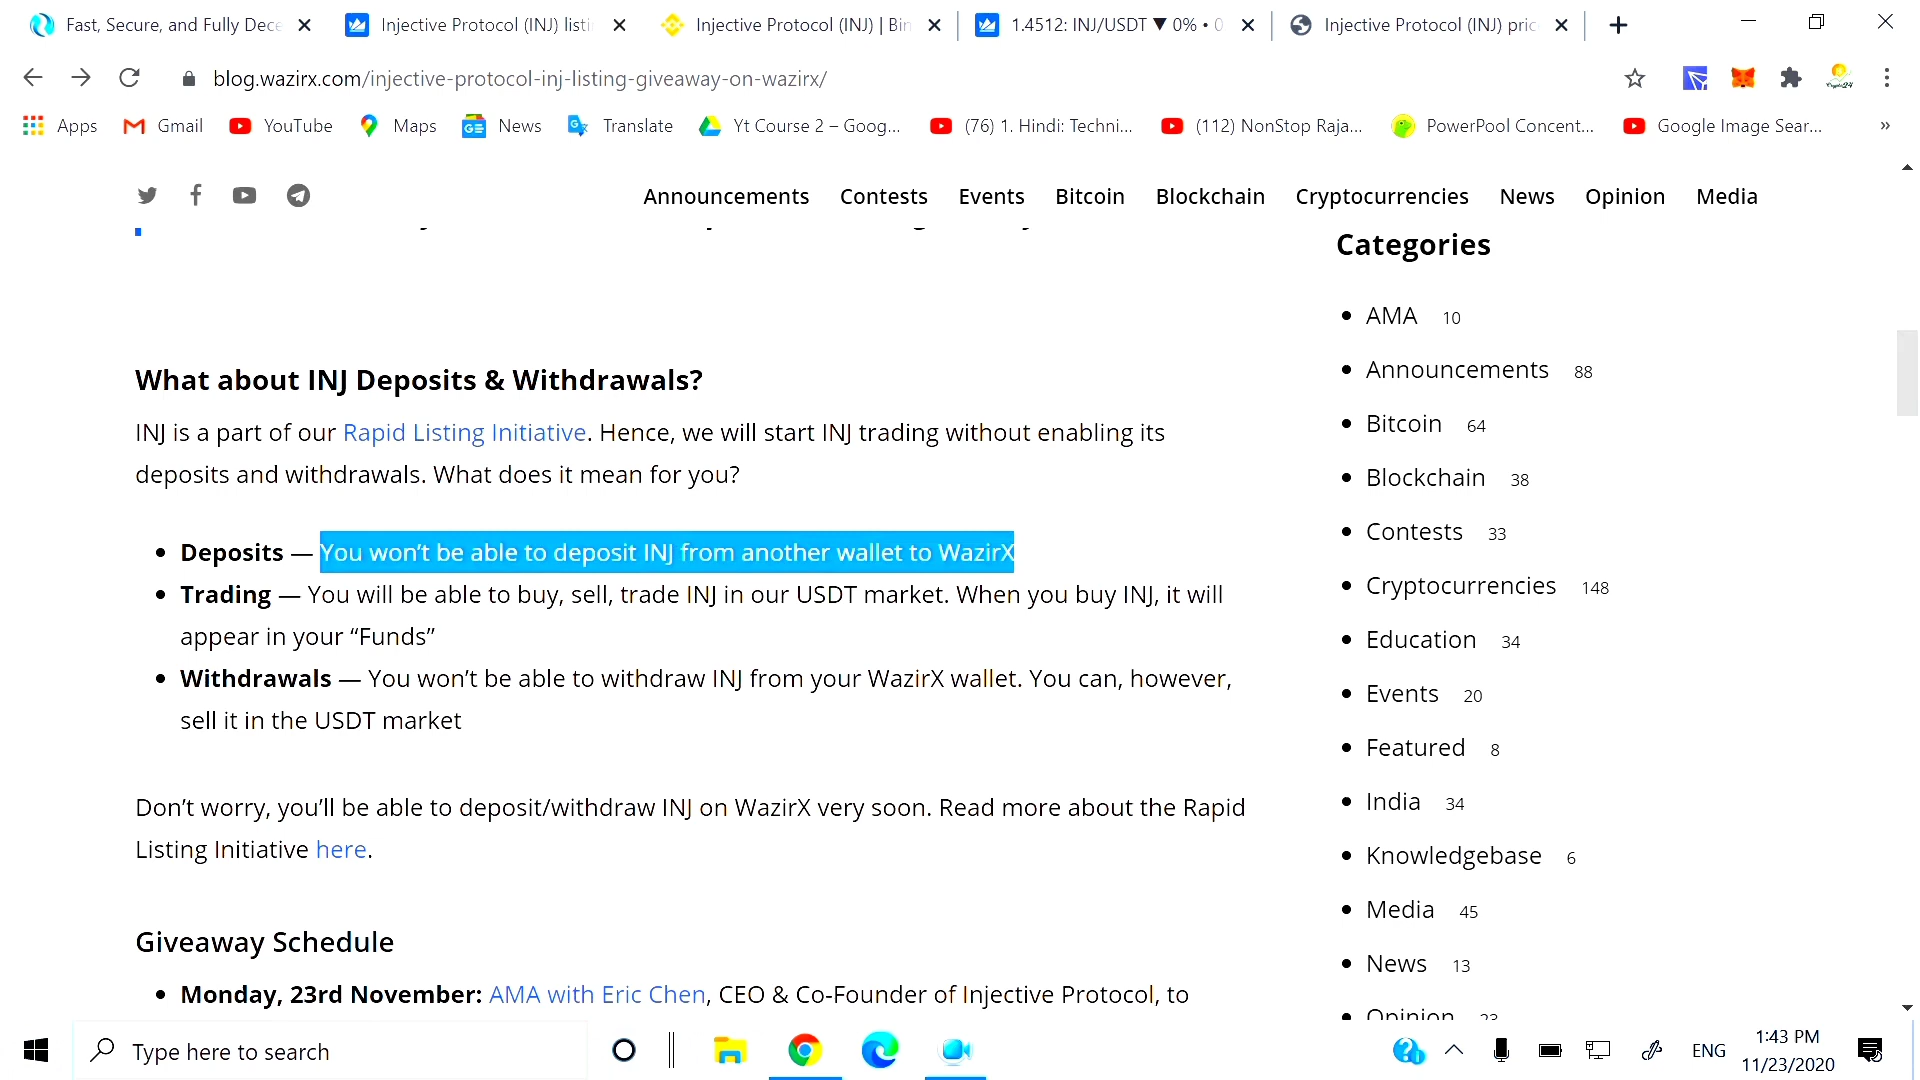 Fast, Secure, and Fully Dece
Injective Protocol (INJ) listi
Injective Protocol (INJ) | Bin
1.4512: INJ/USDT ▼ 0% • 0
Injective Protocol (INJ) pric
blog.wazirx.com/injective-protocol-inj-listing-giveaway-on-wazirx/
Apps Gmail YouTube Maps News Translate Yt Course 2 – Goog... (76) 1. Hindi: Techni... (112) NonStop Raja... PowerPool Concent... Google Image Sear... »
Announcements Contests Events Bitcoin Blockchain Cryptocurrencies News Opinion Media
What about INJ Deposits & Withdrawals?
INJ is a part of our Rapid Listing Initiative. Hence, we will start INJ trading without enabling its
deposits and withdrawals. What does it mean for you?
• Deposits — You won’t be able to deposit INJ from another wallet to WazirX
• Trading — You will be able to buy, sell, trade INJ in our USDT market. When you buy INJ, it will
appear in your “Funds”
• Withdrawals — You won’t be able to withdraw INJ from your WazirX wallet. You can, however,
sell it in the USDT market
Don’t worry, you’ll be able to deposit/withdraw INJ on WazirX very soon. Read more about the Rapid
Listing Initiative here.
Giveaway Schedule
• Monday, 23rd November: AMA with Eric Chen, CEO & Co-Founder of Injective Protocol, to
Categories
• AMA 10
• Announcements 88
• Bitcoin 64
• Blockchain 38
• Contests 33
• Cryptocurrencies 148
• Education 34
• Events 20
• Featured 8
• India 34
• Knowledgebase 6
• Media 45
• News 13
• Opinion 23
Type here to search
ENG
1:43 PM
11/23/2020